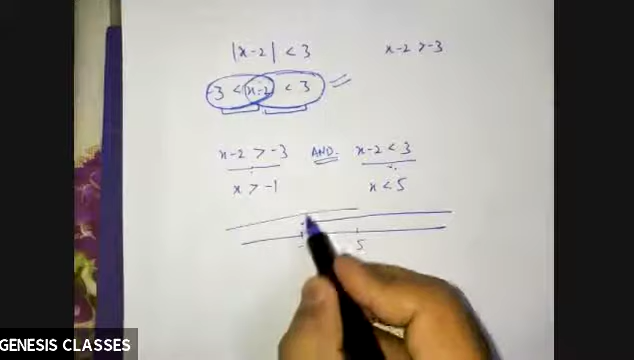 |x-2| < 3
x-2 > -3
-3 < x-2 < 3
x-2 > -3 AND. x-2 < 3
x > -1
x < 5
5
GENESIS CLASSES